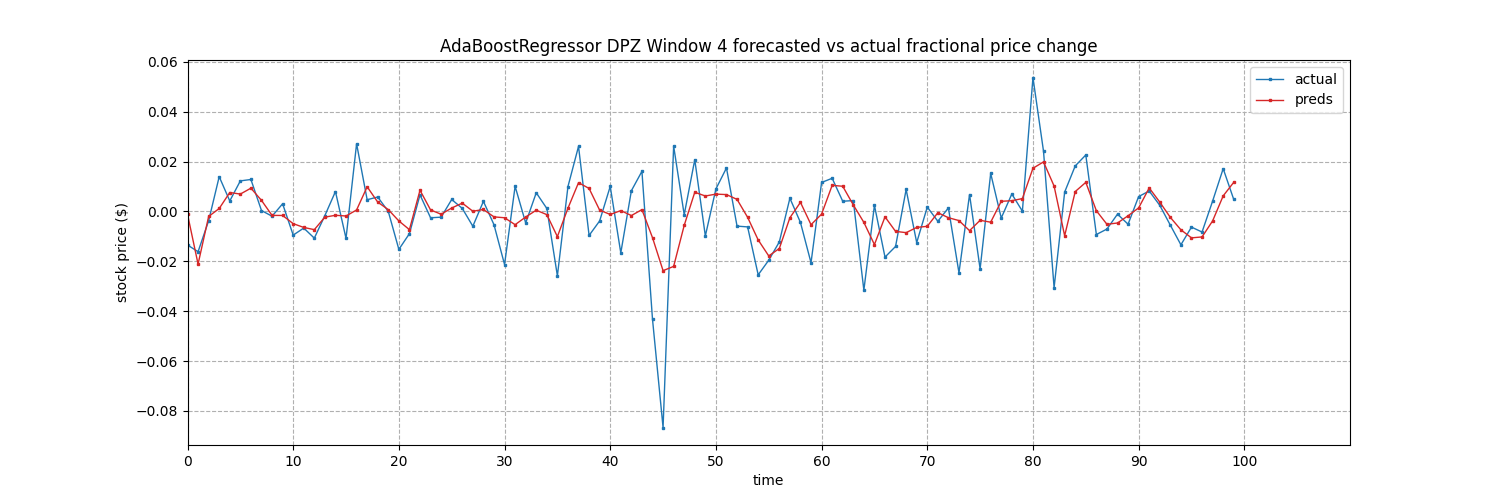 AdaBoostRegressor DPZ Window 4 forecasted vs actual fractional price change
0.06
0.04
0.02
0.00
−0.02
−0.04
−0.06
−0.08
stock price ($)
actual
preds
0 10 20 30 40 50 60 70 80 90 100
time